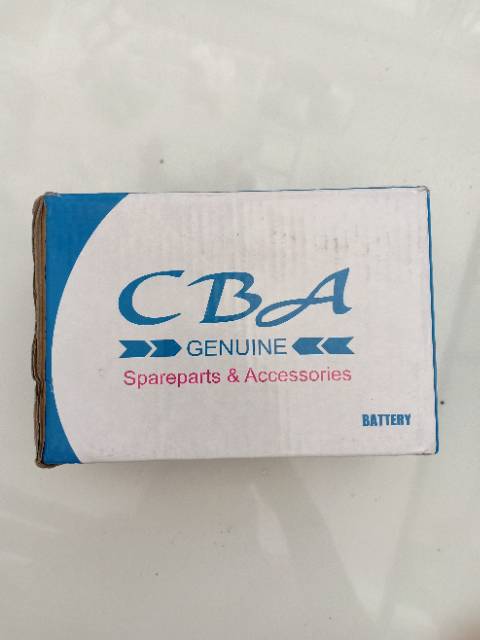 CBA
GENUINE
Spareparts & Accessories
BATTERY